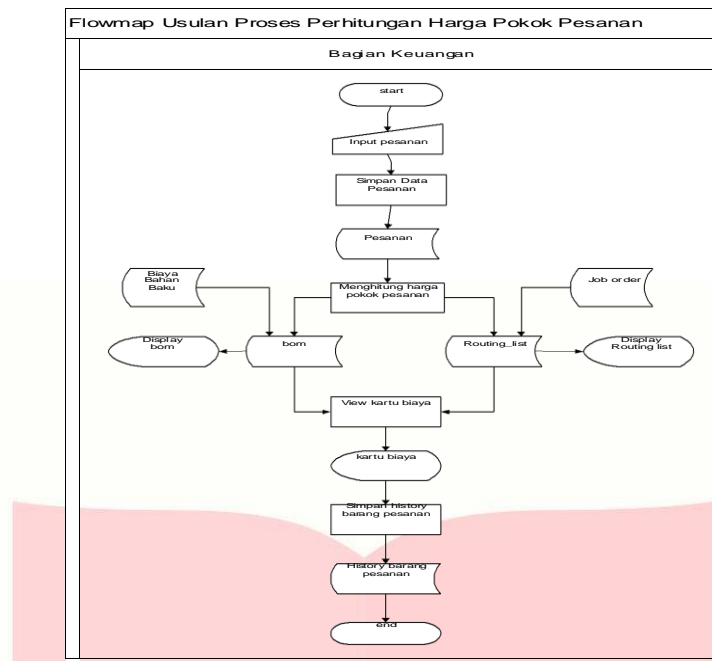 Flowmap Usulan Proses Perhitungan Harga Pokok Pesanan
Bagian Keuangan
start
Input pesanan
Simpan Data
Pesanan
Pesanan
Biaya
Bahan
Baku
Menghitung harga
pokok pesanan
Job order
Display
bom
bom
Routing_list
Display
Routing list
View kartu biaya
kartu biaya
Simpan history
barang pesanan
History barang
pesanan
end